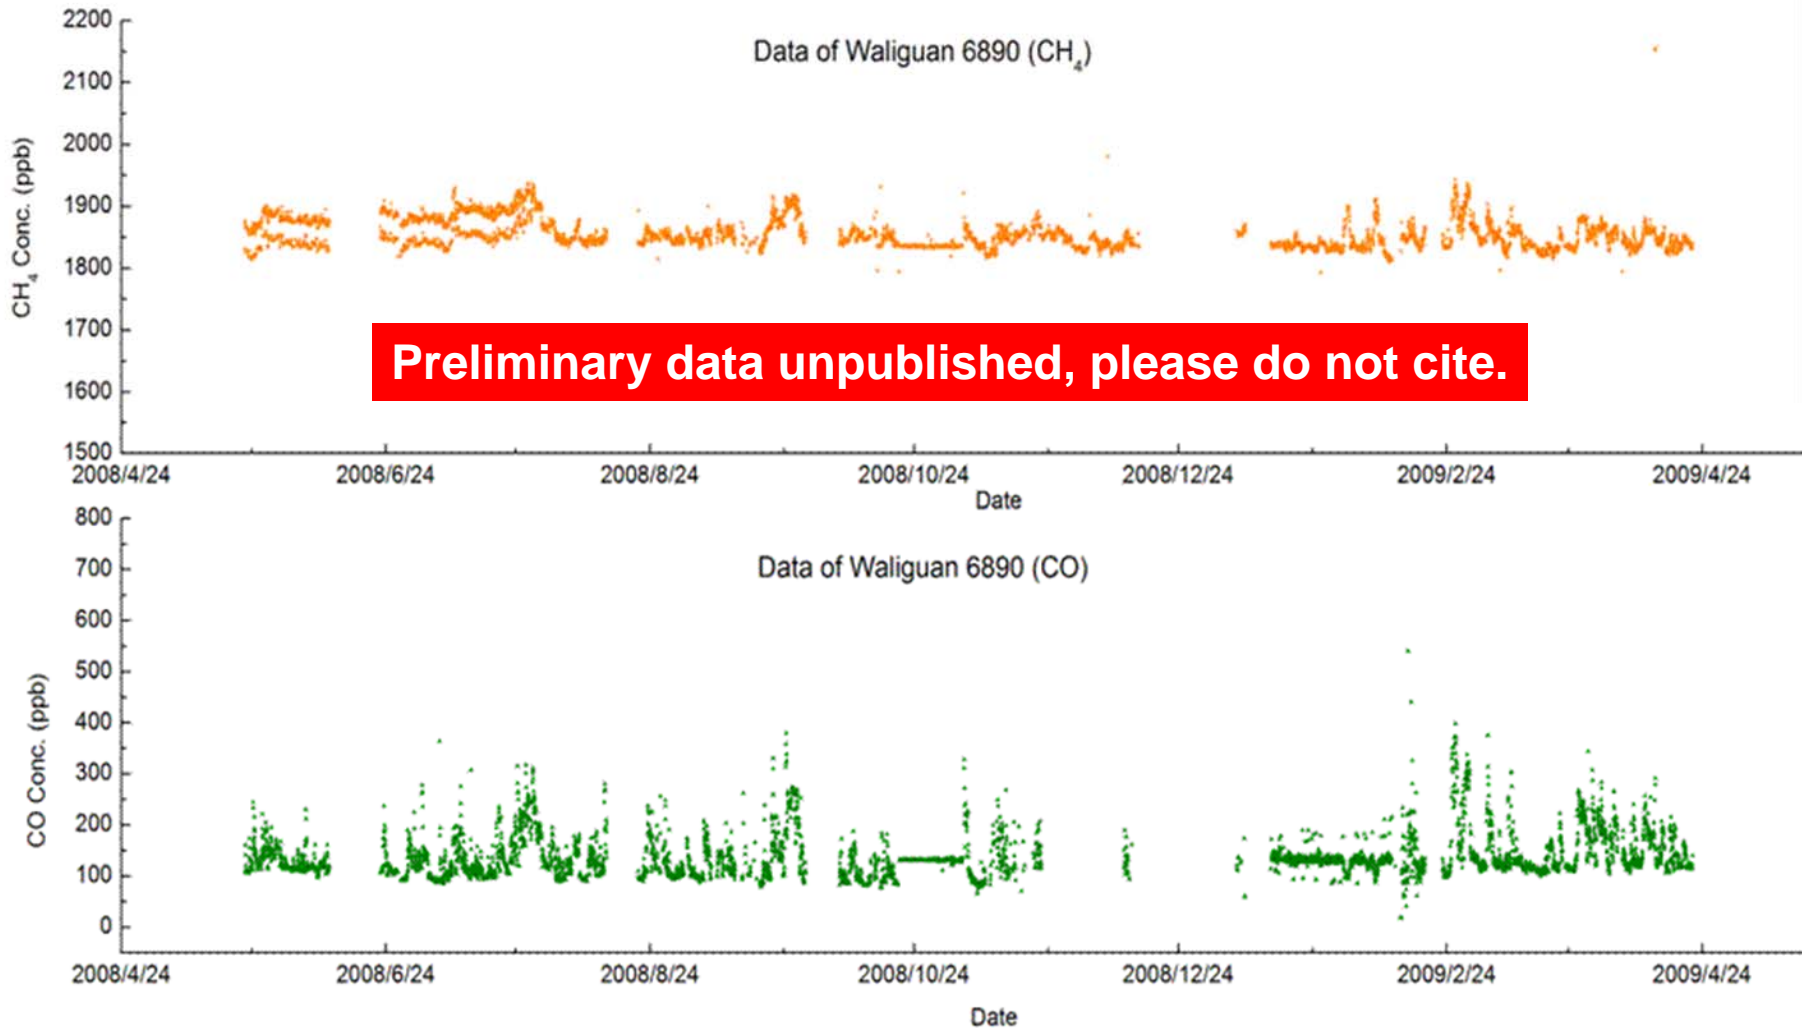 2200
Data of Waliguan 6890 (CH₄)
2100
2000
1900
1800
1700
1600
1500
CH₄ Conc. (ppb)
Preliminary data unpublished, please do not cite.
2008/4/24 2008/6/24 2008/8/24 2008/10/24 2008/12/24 2009/2/24 2009/4/24
Date
800
Data of Waliguan 6890 (CO)
700
600
500
400
300
200
100
0
CO Conc. (ppb)
2008/4/24 2008/6/24 2008/8/24 2008/10/24 2008/12/24 2009/2/24 2009/4/24
Date